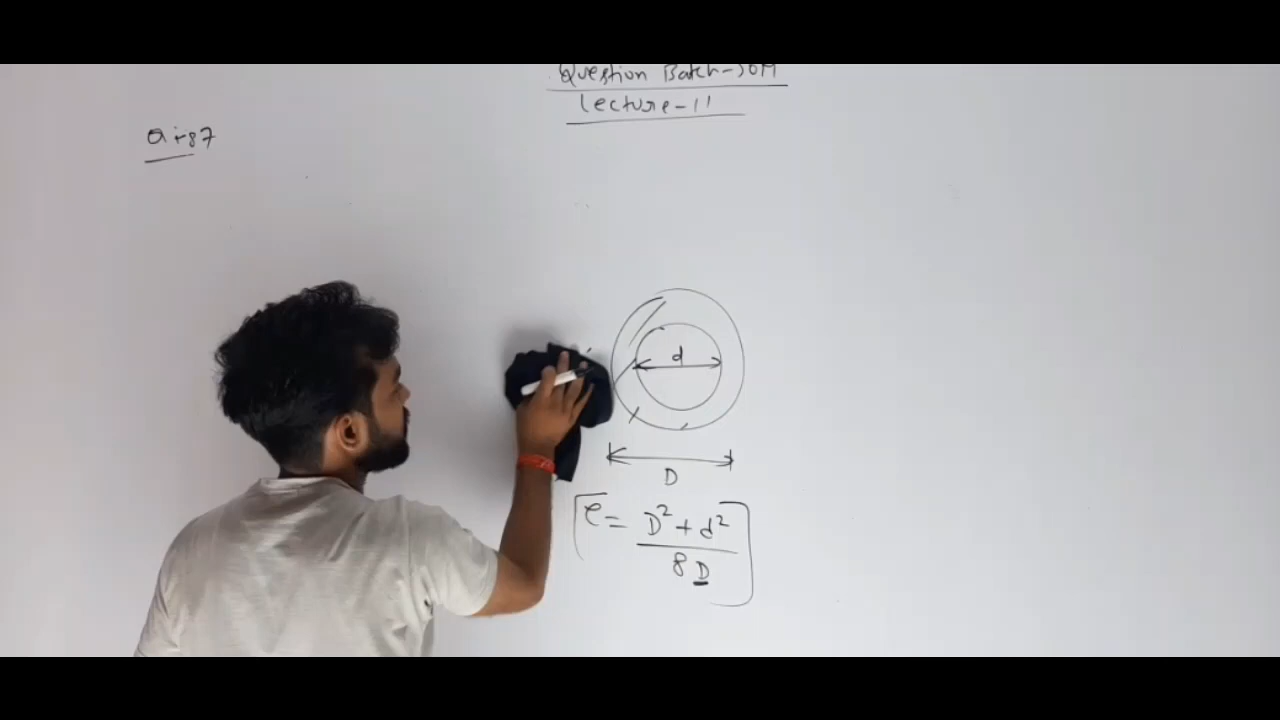 Question Batch-SOM
Lecture-11
Q.-87
d
D
e = D²+d² / 8D